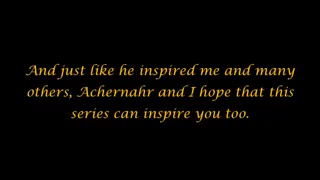 And just like he inspired me and many
others, Achernahr and I hope that this
series can inspire you too.